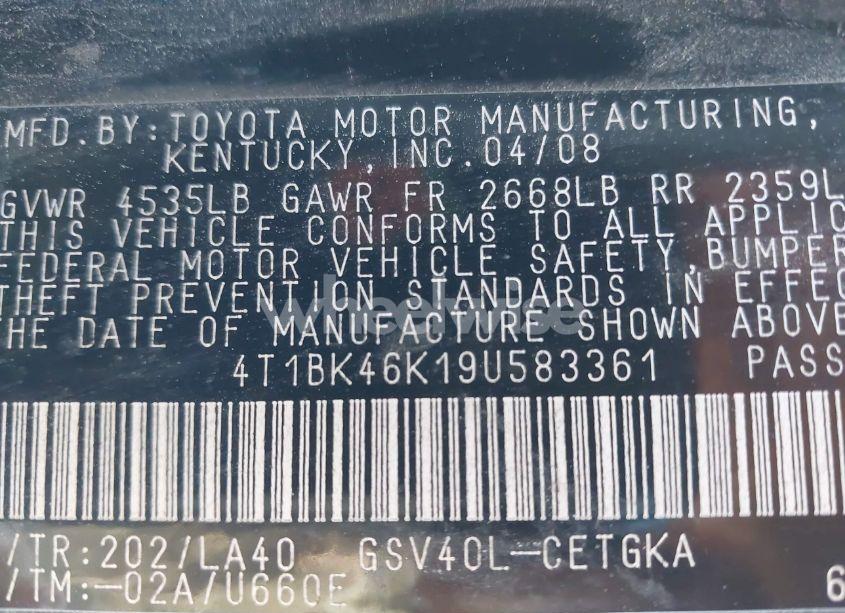 MFD.BY:TOYOTA MOTOR MANUFACTURING,
KENTUCKY,INC.04/08
GVWR 4535LB GAWR FR 2668LB RR 2359L
THIS VEHICLE CONFORMS TO ALL APPLIC
FEDERAL MOTOR VEHICLE SAFETY,BUMPER
THEFT PREVENTION STANDARDS IN EFFEC
THE DATE OF MANUFACTURE SHOWN ABOVE
wheelwise
4T1BK46K19U583361 PASS
/TR:202/LA40 GSV40L-CETGKA
/TM:-02A/U660E 6